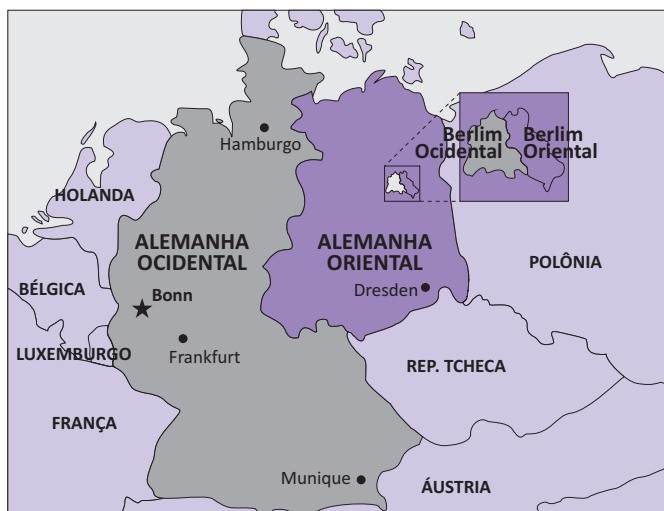 Hamburgo
Berlim
Ocidental
Berlim
Oriental
HOLANDA
ALEMANHA
OCIDENTAL
ALEMANHA
ORIENTAL
POLÔNIA
BÉLGICA
Bonn
Dresden
LUXEMBURGO
Frankfurt
REP. TCHECA
FRANÇA
Munique
ÁUSTRIA